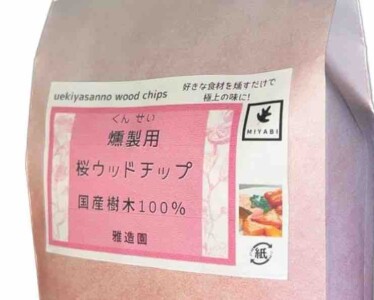 uekiyasanno wood chips
好きな食材を燻すだけで
極上の味に!
MIYABI
くん せい
燻製用
桜ウッドチップ
国産樹木100%
雅造園
紙